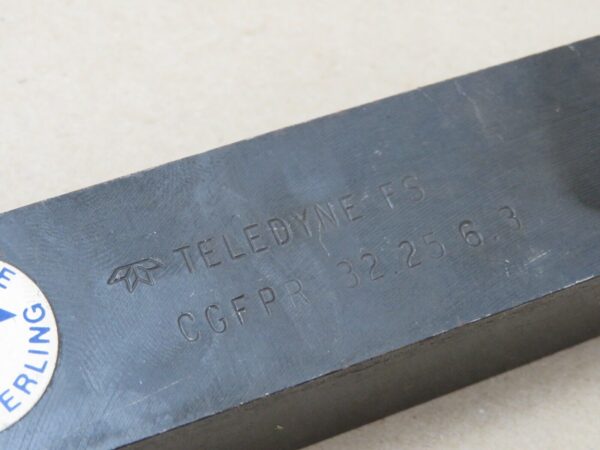 TELEDYNE FS
CGFPR 32.25.6.3
E
ERLING